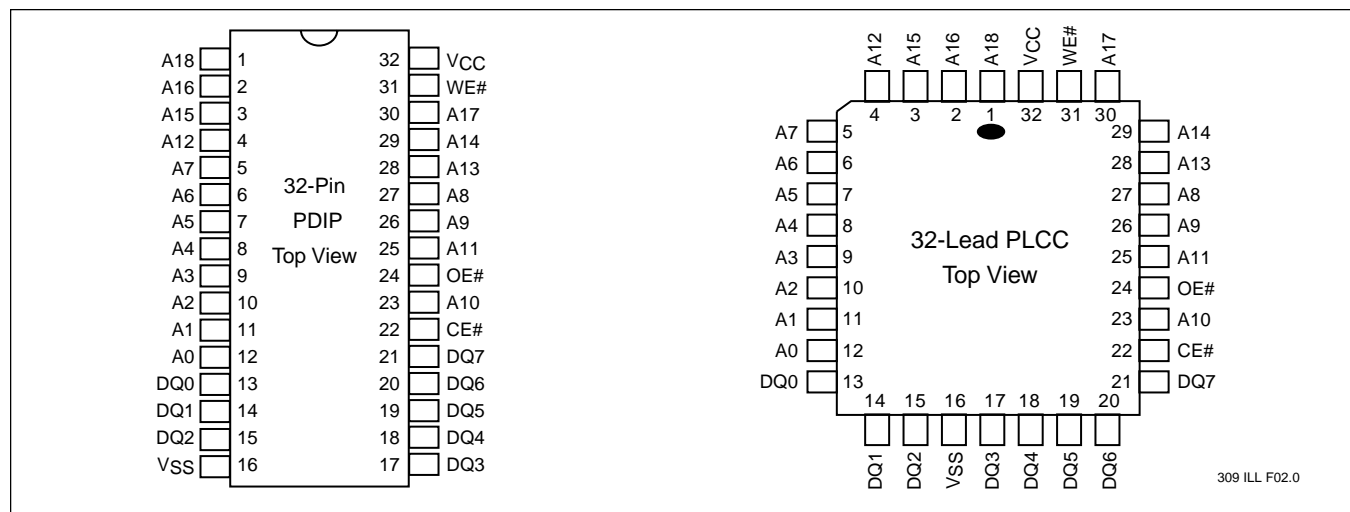 A18 1 32 VCC
A16 2 31 WE#
A15 3 30 A17
A12 4 29 A14
A7 5 28 A13
A6 6 27 A8
A5 7 26 A9
A4 8 25 A11
A3 9 24 OE#
A2 10 23 A10
A1 11 22 CE#
A0 12 21 DQ7
DQ0 13 20 DQ6
DQ1 14 19 DQ5
DQ2 15 18 DQ4
VSS 16 17 DQ3
32-Pin
PDIP
Top View
A12 A15 A16 A18 VCC WE# A17
4 3 2 1 32 31 30
A7 5 29 A14
A6 6 28 A13
A5 7 27 A8
A4 8 26 A9
A3 9 25 A11
A2 10 24 OE#
A1 11 23 A10
A0 12 22 CE#
DQ0 13 21 DQ7
32-Lead PLCC
Top View
14 15 16 17 18 19 20
DQ1 DQ2 VSS DQ3 DQ4 DQ5 DQ6
309 ILL F02.0